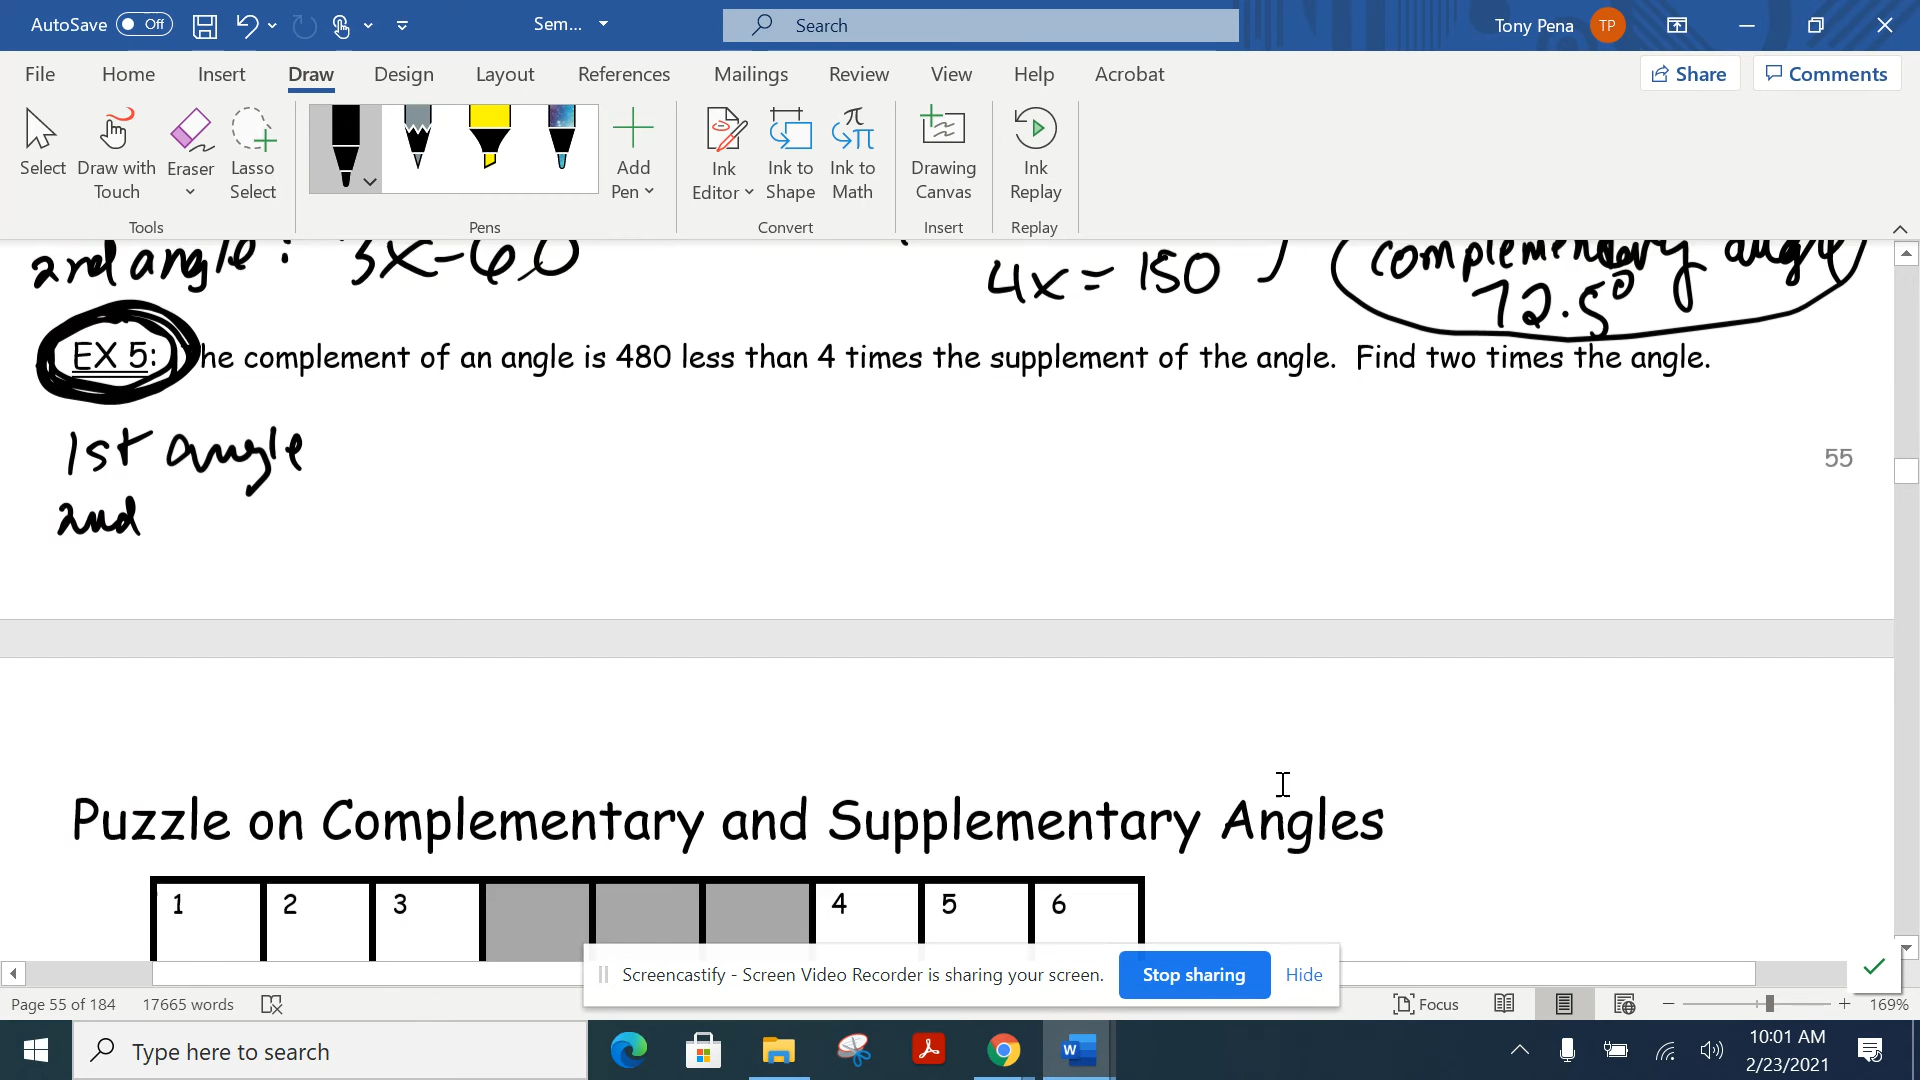 AutoSave Off Sem... Search Tony Pena TP
File Home Insert Draw Design Layout References Mailings Review View Help Acrobat Share Comments
Select Draw with Touch Eraser Lasso Select Add Pen Ink Editor Ink to Shape Ink to Math Drawing Canvas Ink Replay
Tools Pens Convert Insert Replay
2nd angle: 3x-60
4x = 150
complementary angle
72.5°
EX 5: The complement of an angle is 480 less than 4 times the supplement of the angle. Find two times the angle.
1st angle
55
2nd
Puzzle on Complementary and Supplementary Angles
1 2 3 4 5 6
Screencastify - Screen Video Recorder is sharing your screen. Stop sharing Hide
Page 55 of 184 17665 words Focus 169%
Type here to search
10:01 AM
2/23/2021